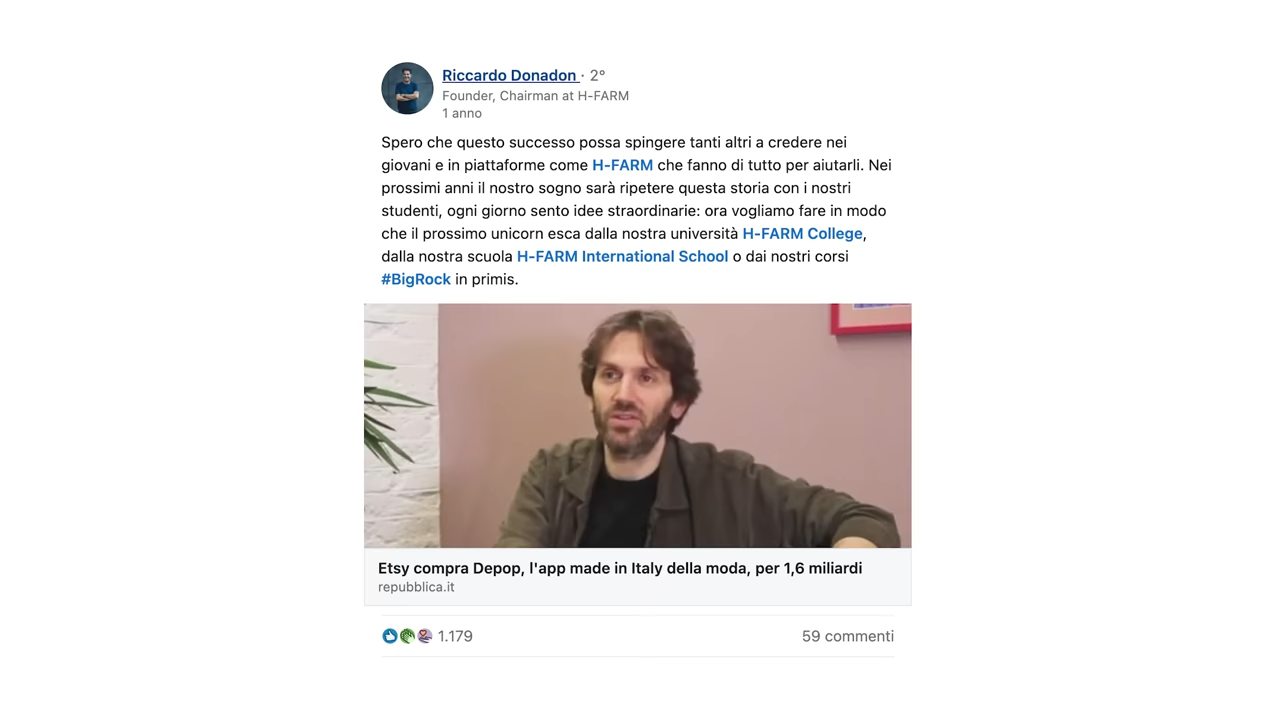 Riccardo Donadon · 2°
Founder, Chairman at H-FARM
1 anno
Spero che questo successo possa spingere tanti altri a credere nei
giovani e in piattaforme come H-FARM che fanno di tutto per aiutarli. Nei
prossimi anni il nostro sogno sarà ripetere questa storia con i nostri
studenti, ogni giorno sento idee straordinarie: ora vogliamo fare in modo
che il prossimo unicorn esca dalla nostra università H-FARM College,
dalla nostra scuola H-FARM International School o dai nostri corsi
#BigRock in primis.
Etsy compra Depop, l'app made in Italy della moda, per 1,6 miliardi
repubblica.it
1.179
59 commenti